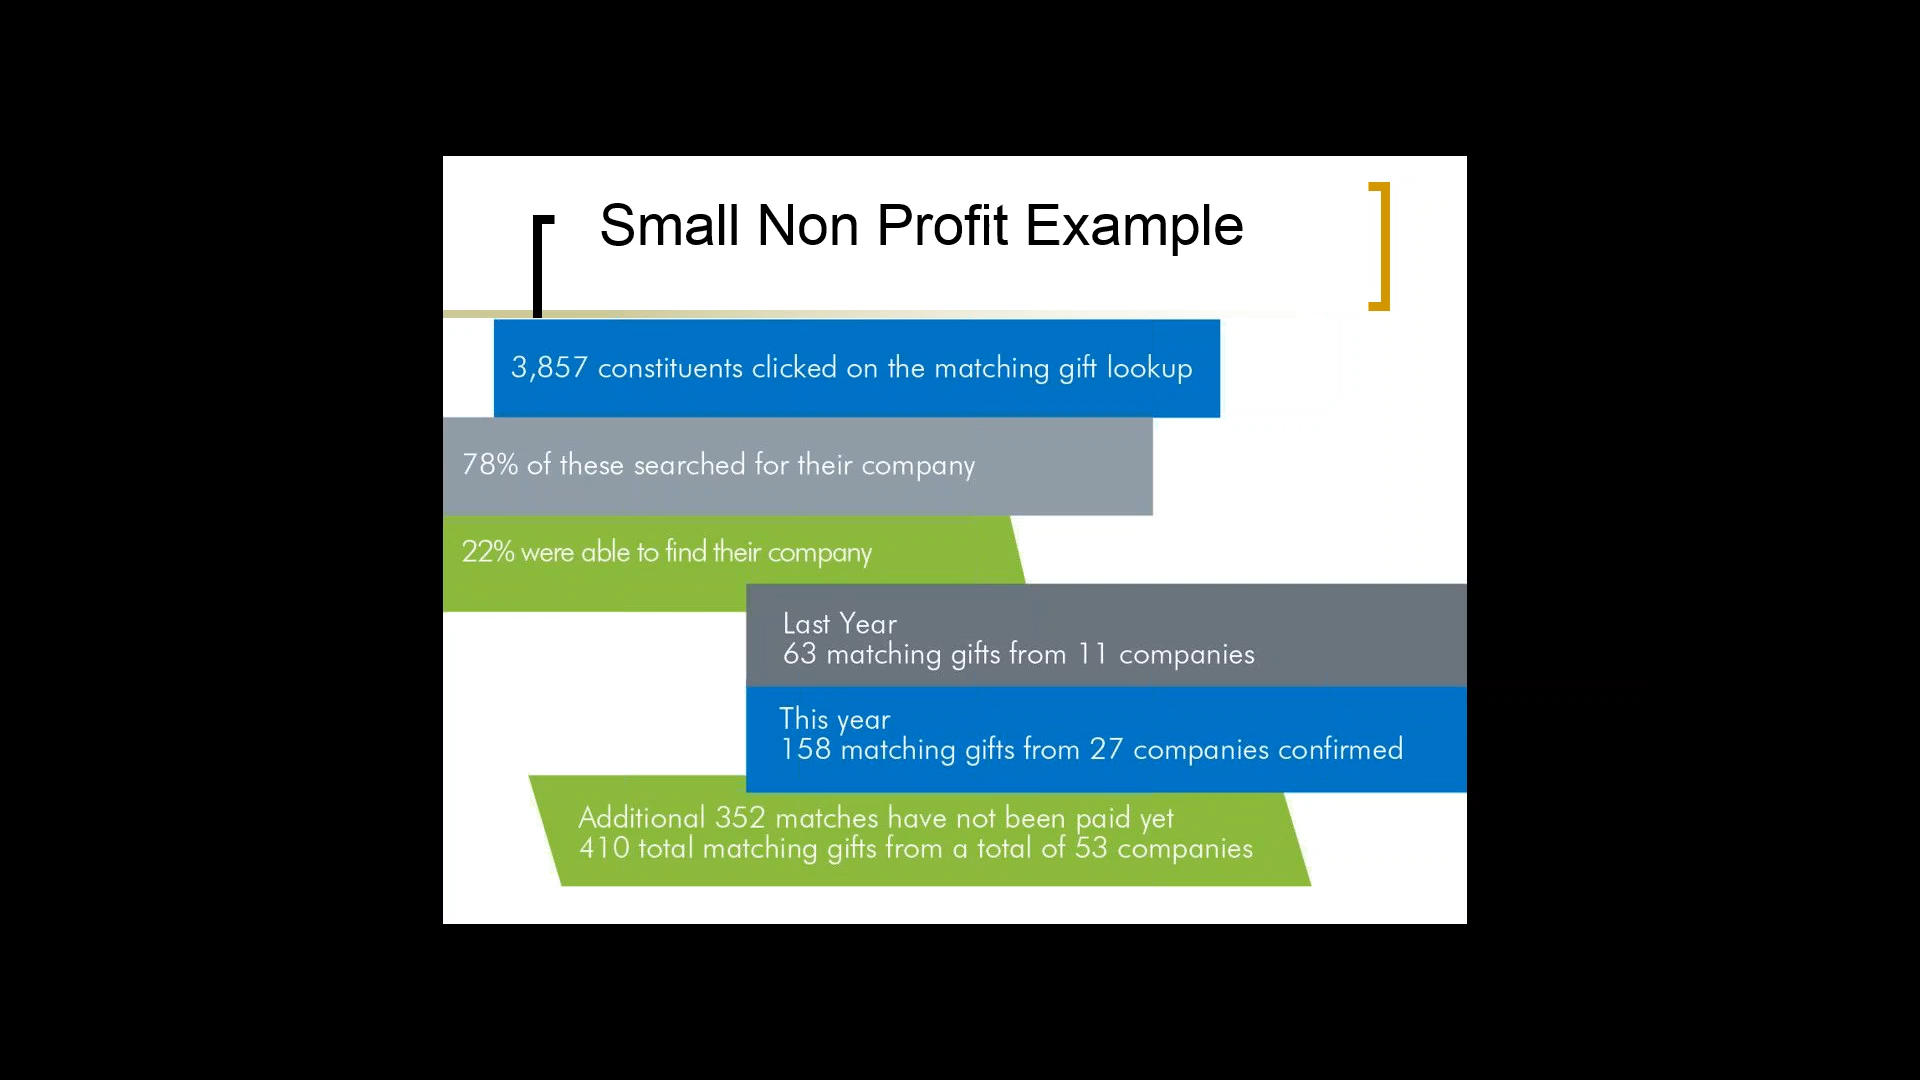 Small Non Profit Example
3,857 constituents clicked on the matching gift lookup
78% of these searched for their company
22% were able to find their company
Last Year
63 matching gifts from 11 companies
This year
158 matching gifts from 27 companies confirmed
Additional 352 matches have not been paid yet
410 total matching gifts from a total of 53 companies